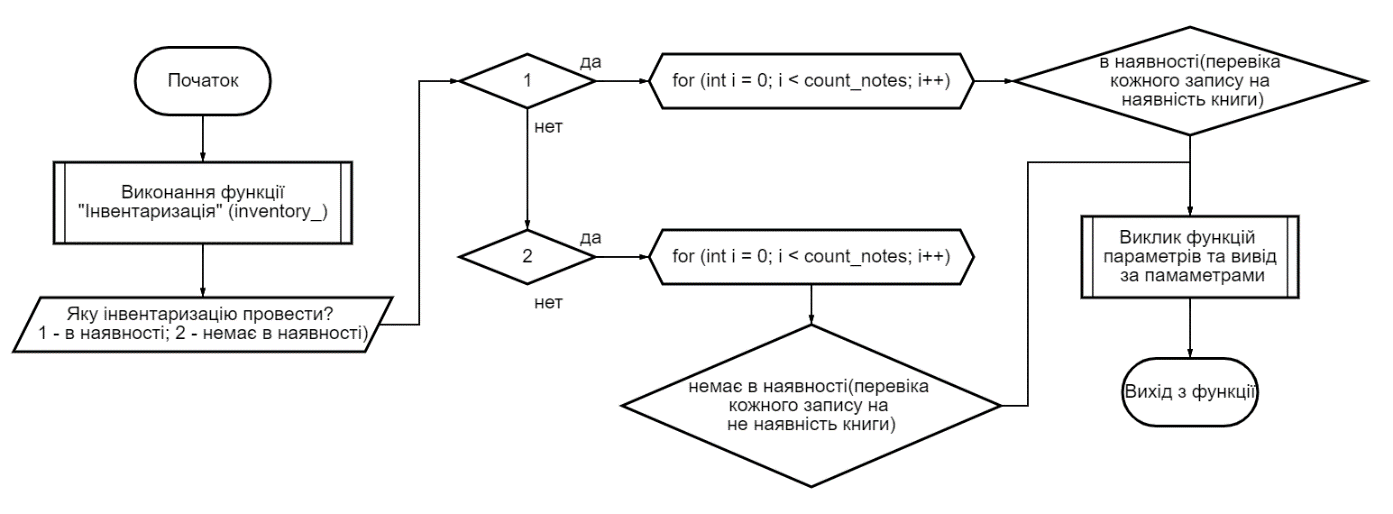 Початок
Виконання функції
"Інвентаризація" (inventory_)
Яку інвентаризацію провести?
1 - в наявності; 2 - немає в наявності)
1
да
нет
for (int i = 0; i < count_notes; i++)
в наявності(перевіка
кожного запису на
наявність книги)
2
да
нет
for (int i = 0; i < count_notes; i++)
немає в наявності(перевіка
кожного запису на
не наявність книги)
Виклик функцій
параметрів та вивід
за памаметрами
Вихід з функції